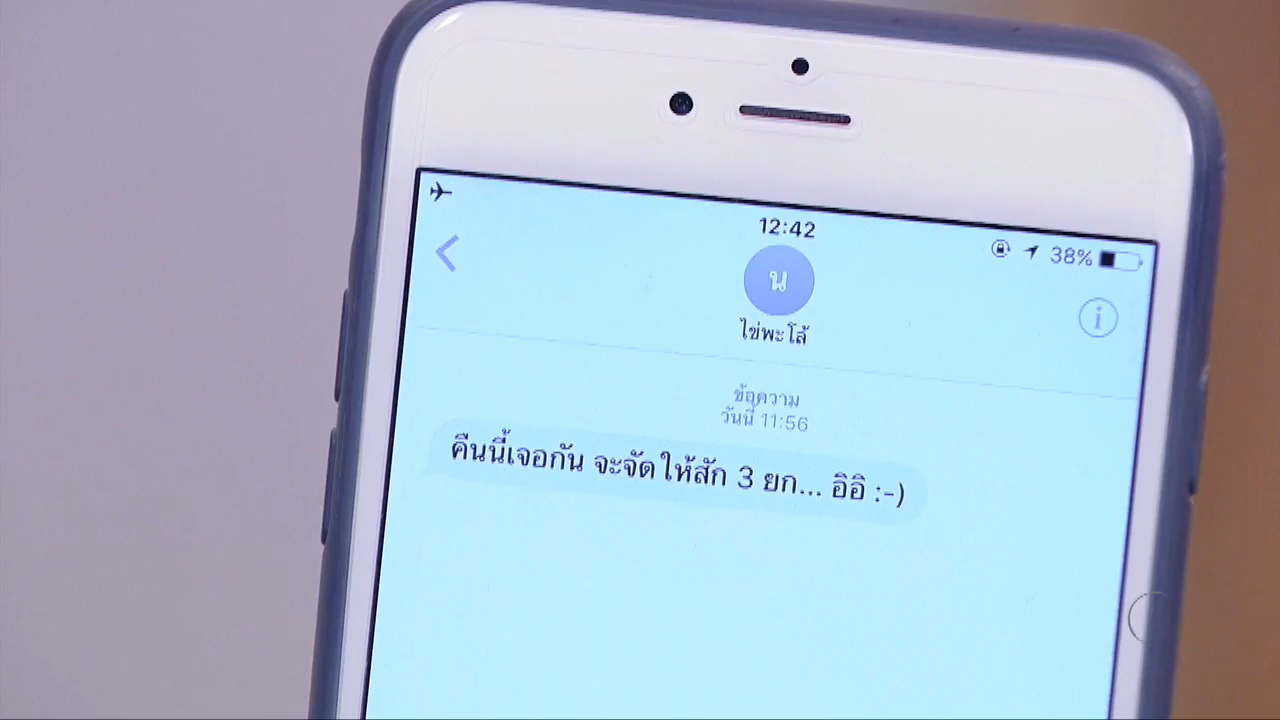 12:42
38%
น
ไข่พะโล้
ข้อความ
วันนี้ 11:56
คืนนี้เจอกัน จะจัดให้สัก 3 ยก... อิอิ :-)